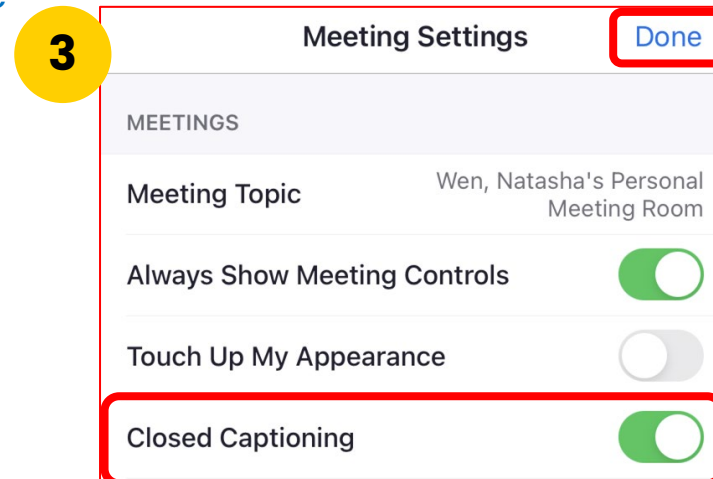 3
Meeting Settings
Done
MEETINGS
Meeting Topic
Wen, Natasha's Personal
Meeting Room
Always Show Meeting Controls
Touch Up My Appearance
Closed Captioning